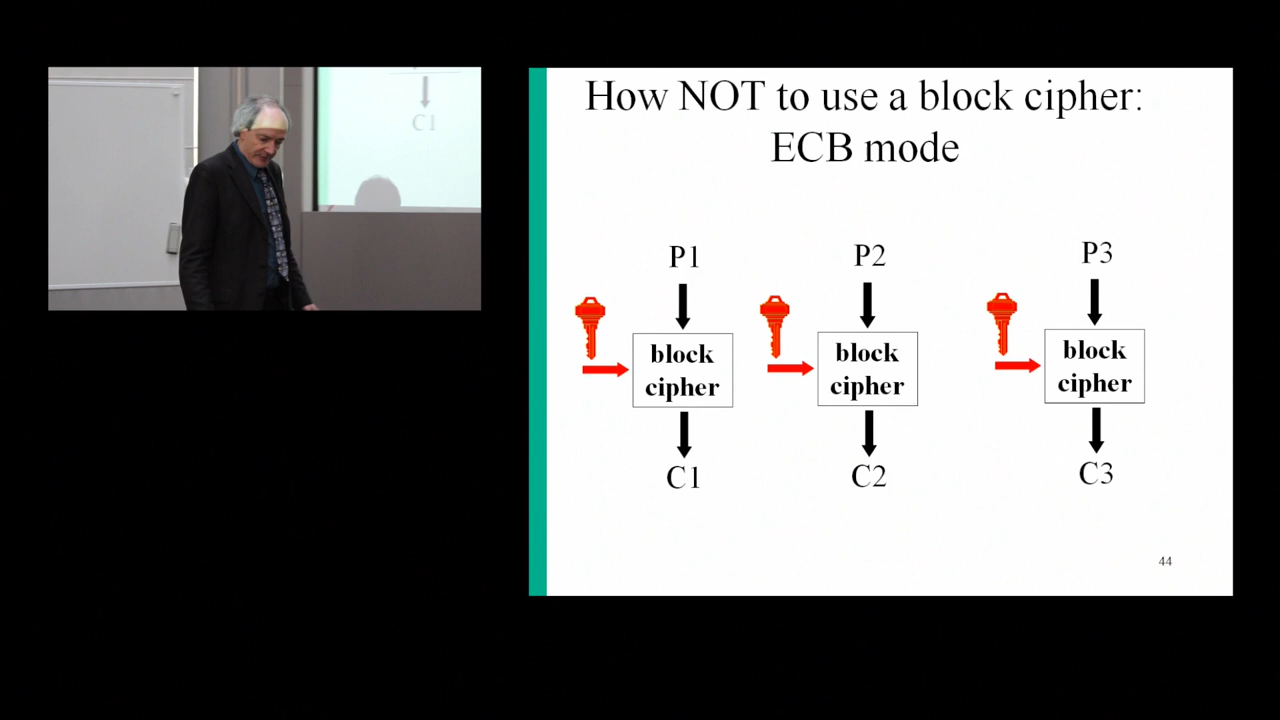 C1
How NOT to use a block cipher:
ECB mode
P1 P2 P3
block block block
cipher cipher cipher
C1 C2 C3
44